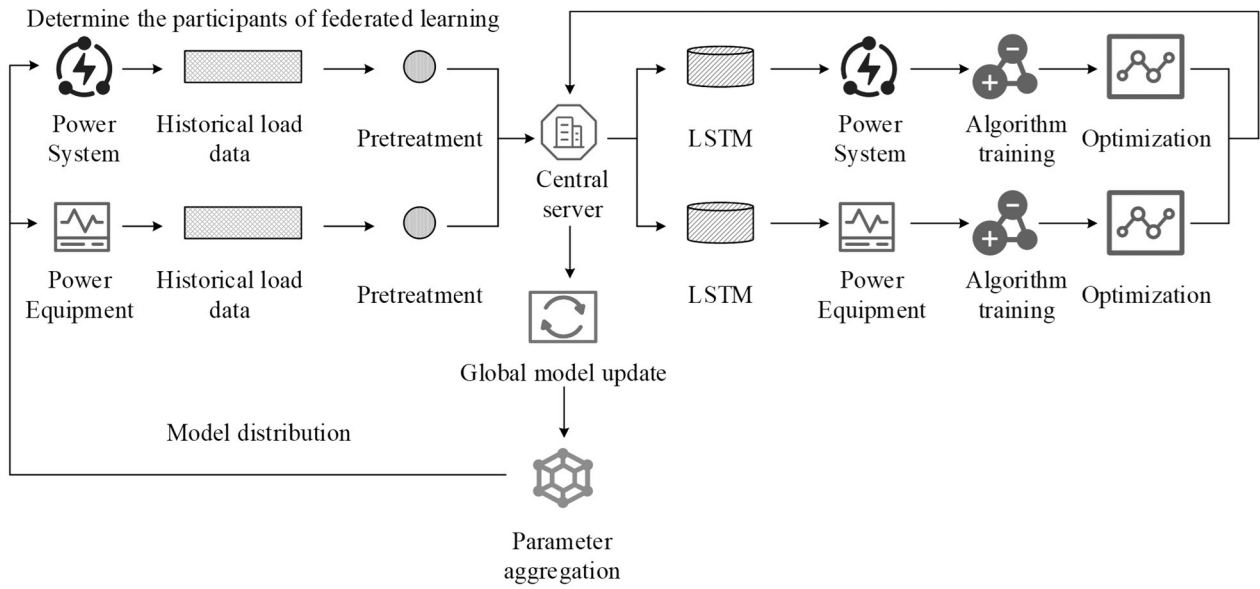 Determine the participants of federated learning
Power
System
Historical load
data
Pretreatment
Central
server
LSTM
Power
System
Algorithm
training
Optimization
Power
Equipment
Historical load
data
Pretreatment
LSTM
Power
Equipment
Algorithm
training
Optimization
Global model update
Model distribution
Parameter
aggregation